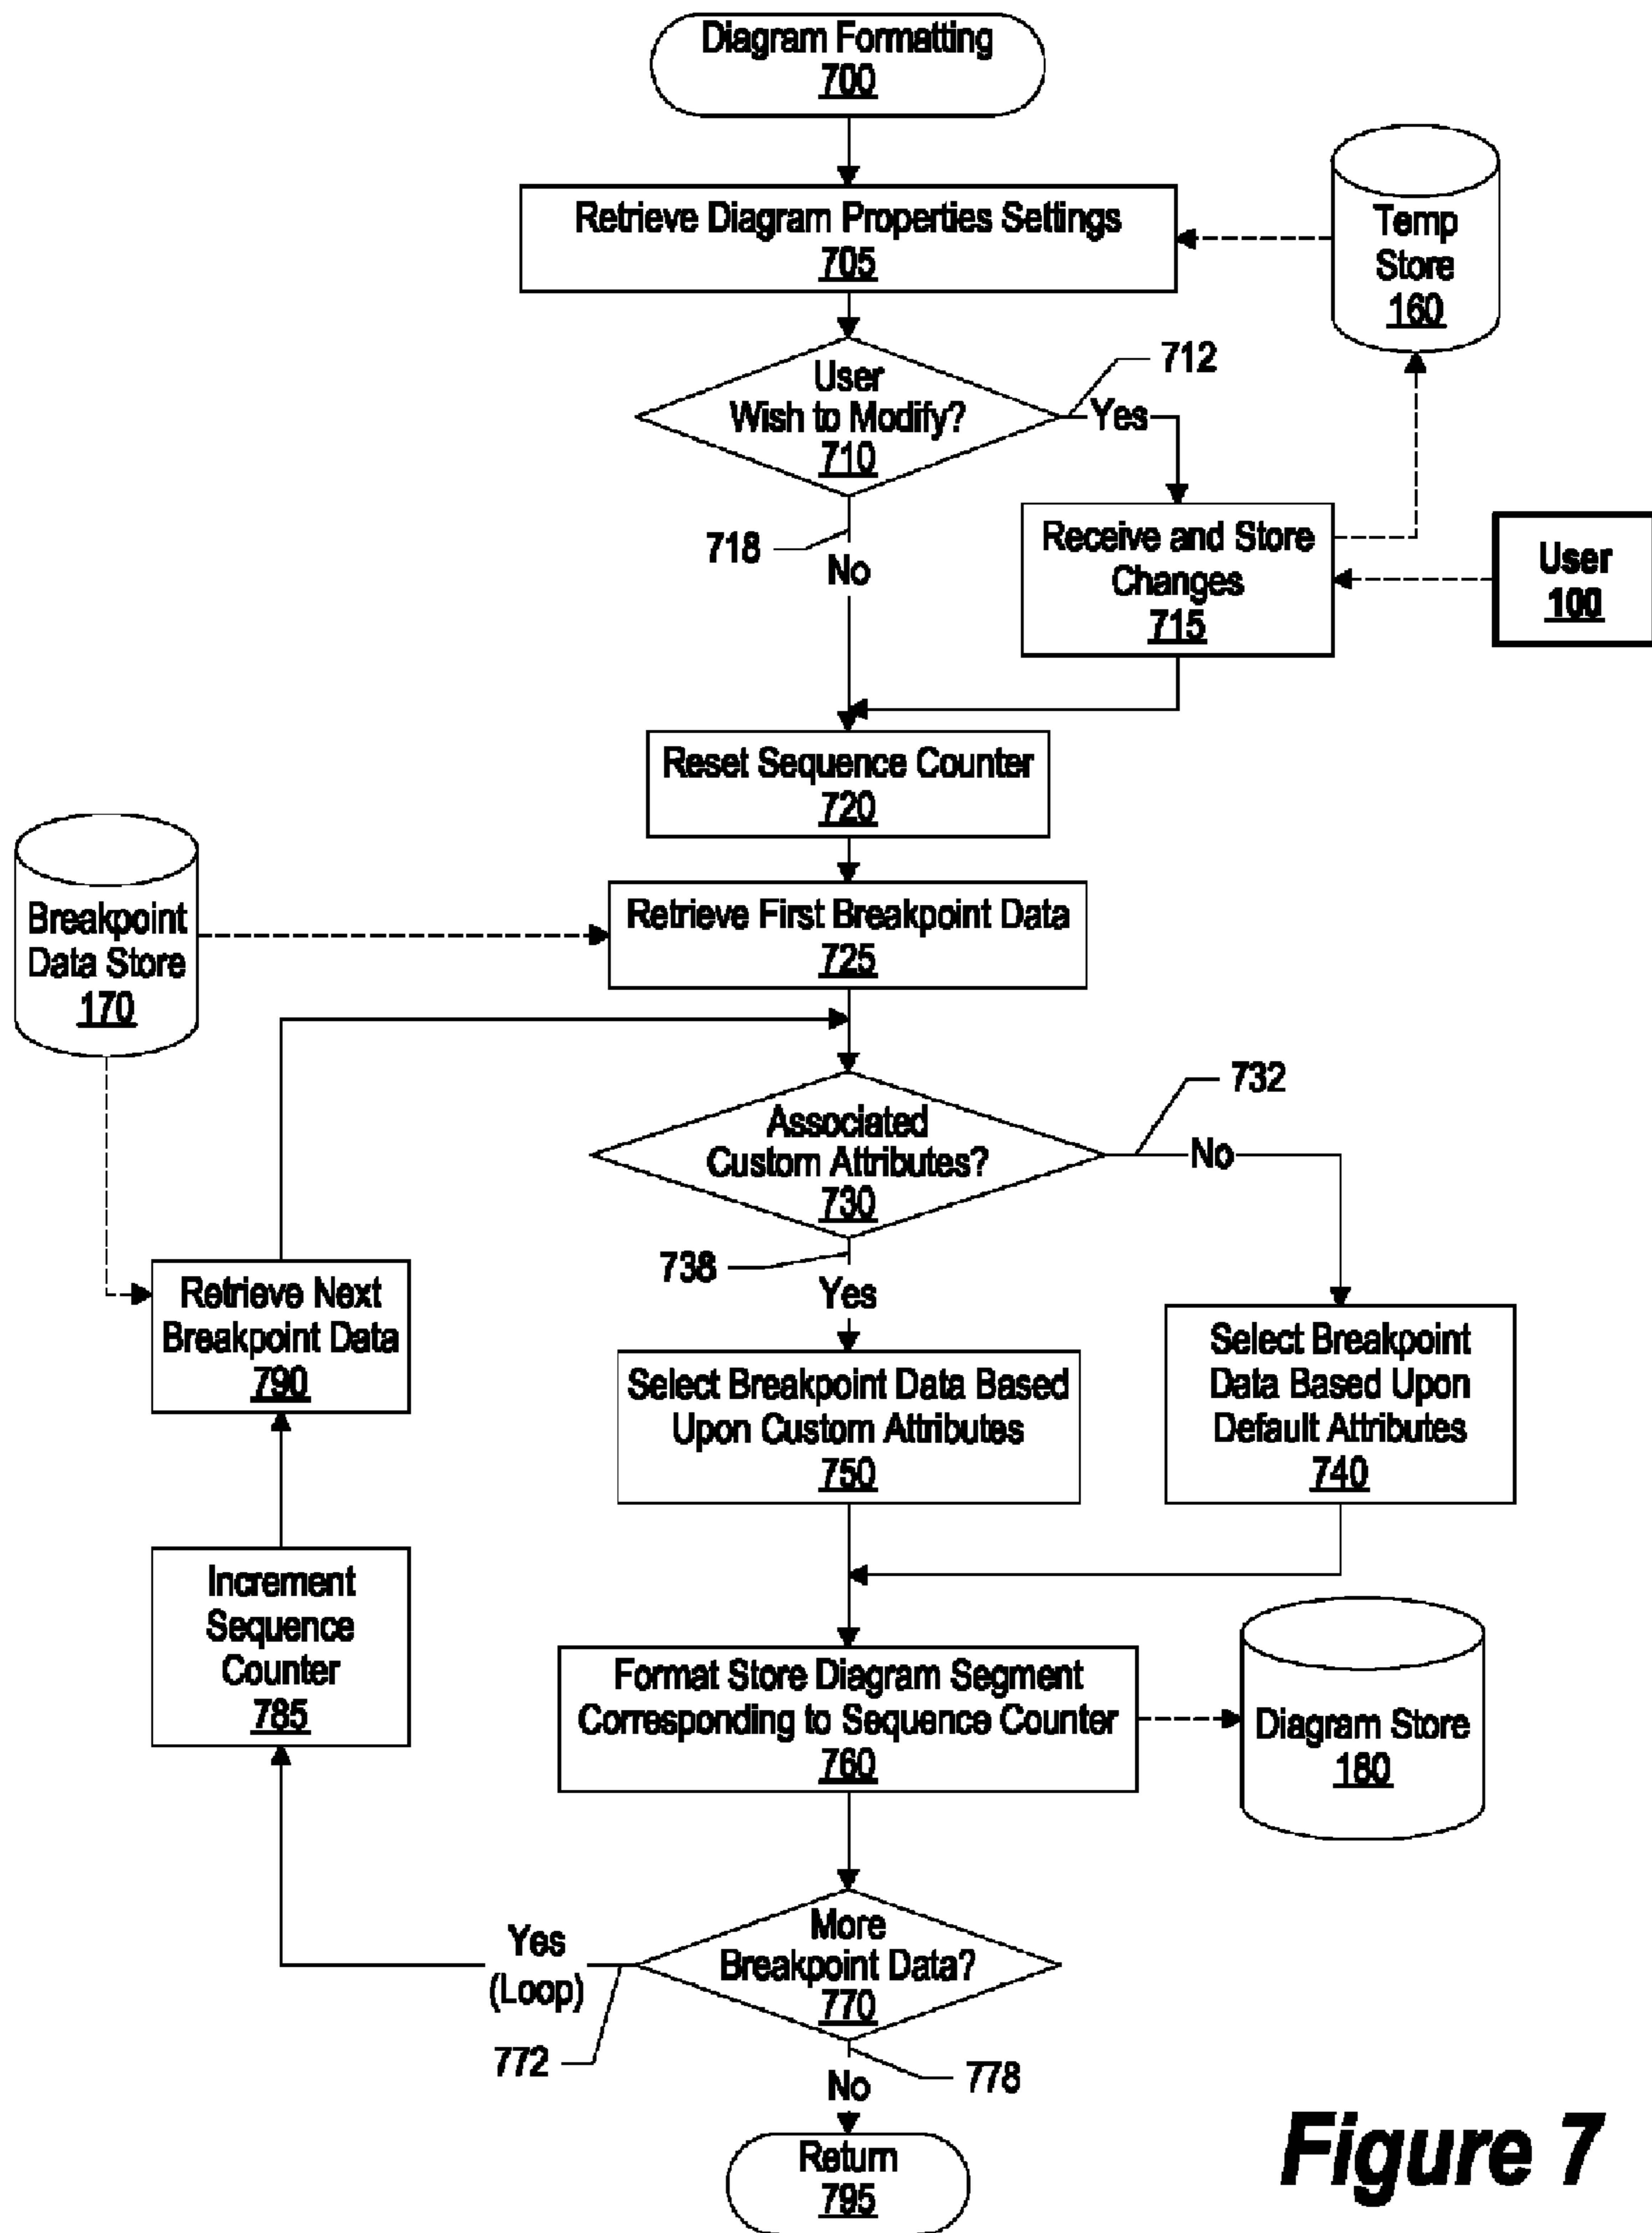 Diagram Formatting
700
Retrieve Diagram Properties Settings
705
Temp
Store
160
User
Wish to Modify?
710
712
Yes
718
No
Receive and Store
Changes
715
User
100
Reset Sequence Counter
720
Breakpoint
Data Store
170
Retrieve First Breakpoint Data
725
Associated
Custom Attributes?
730
732
No
738
Yes
Retrieve Next
Breakpoint Data
790
Select Breakpoint Data Based
Upon Custom Attributes
750
Select Breakpoint
Data Based Upon
Default Attributes
740
Increment
Sequence
Counter
785
Format Store Diagram Segment
Corresponding to Sequence Counter
760
Diagram Store
180
More
Breakpoint Data?
770
Yes
(Loop)
772
778
No
Return
795
Figure 7